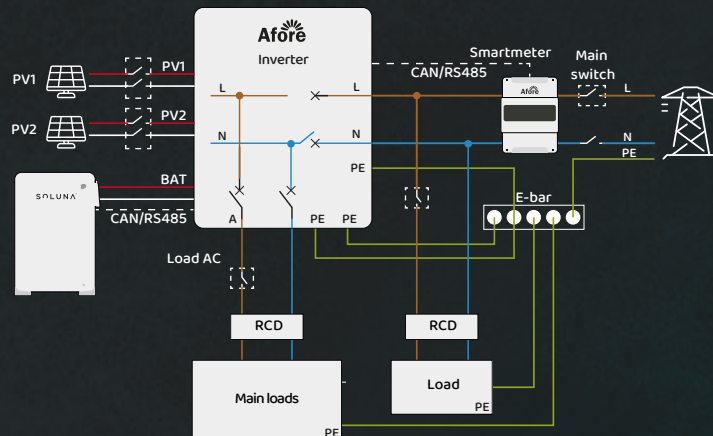 Afore
Inverter
Smartmeter
Main
switch
CAN/RS485
PV1
PV1
L
L
Afore
L
PV2
PV2
N
N
N
PE
PE
BAT
SOLUNA
CAN/RS485
E-bar
A
PE
PE
Load AC
RCD
RCD
Main loads
Load
PE
PE